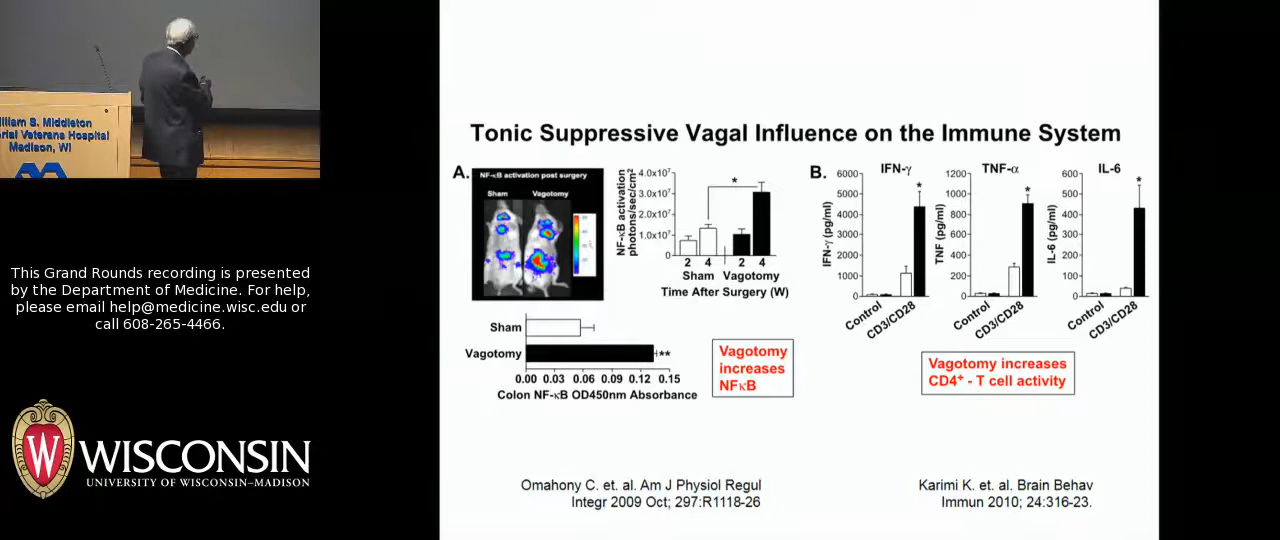 lliam S. Middleton
rial Veterans Hospital
Madison, WI
This Grand Rounds recording is presented
by the Department of Medicine. For help,
please email help@medicine.wisc.edu or
call 608-265-4466.
W
WISCONSIN
UNIVERSITY OF WISCONSIN–MADISON
Tonic Suppressive Vagal Influence on the Immune System
A.
NF-κB activation post surgery
Sham Vagotomy
NF-κB activation
photons/sec/cm²
4.0x10⁷
3.0x10⁷
2.0x10⁷
1.0x10⁷
0
*
2 4 2 4
Sham Vagotomy
Time After Surgery (W)
Sham
Vagotomy
**
0.00 0.03 0.06 0.09 0.12 0.15
Colon NF-κB OD450nm Absorbance
Vagotomy
increases
NFκB
B.
IFN-γ
IFN-γ (pg/ml)
6000
5000
4000
3000
2000
1000
0
*
Control
CD3/CD28
TNF-α
TNF (pg/ml)
1200
1000
800
600
400
200
0
*
Control
CD3/CD28
IL-6
IL-6 (pg/ml)
600
500
400
300
200
100
0
*
Control
CD3/CD28
Vagotomy increases
CD4⁺ - T cell activity
Omahony C. et. al. Am J Physiol Regul
Integr 2009 Oct; 297:R1118-26
Karimi K. et. al. Brain Behav
Immun 2010; 24:316-23.